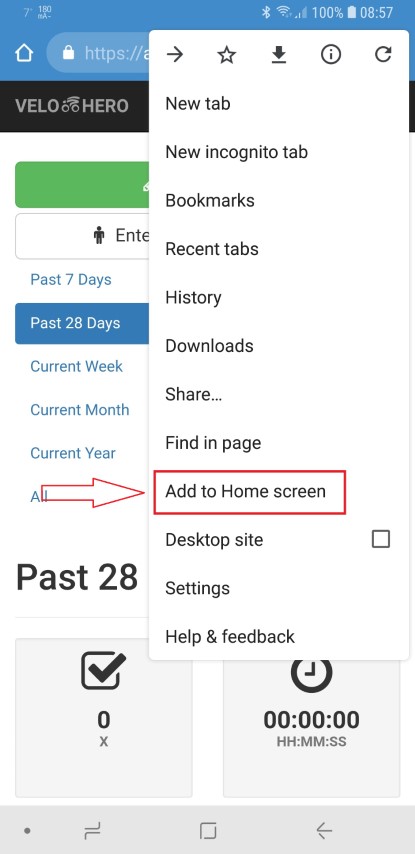 7° 180 mA- 100% 08:57
https://a
VELO HERO
New tab
New incognito tab
Bookmarks
Recent tabs
History
Downloads
Share...
Find in page
Add to Home screen
Desktop site
Settings
Help & feedback
Ente
Past 7 Days
Past 28 Days
Current Week
Current Month
Current Year
All
Past 28
0
X
00:00:00
HH:MM:SS